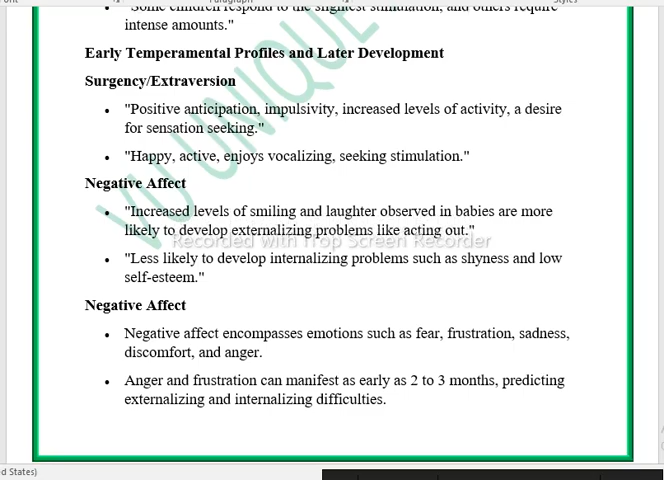 "Some children respond to the slightest stimulation, and others require
intense amounts."
Early Temperamental Profiles and Later Development
Surgency/Extraversion
• "Positive anticipation, impulsivity, increased levels of activity, a desire
for sensation seeking."
• "Happy, active, enjoys vocalizing, seeking stimulation."
Negative Affect
• "Increased levels of smiling and laughter observed in babies are more
likely to develop externalizing problems like acting out."
Recorded with iTop Screen Recorder
• "Less likely to develop internalizing problems such as shyness and low
self-esteem."
Negative Affect
• Negative affect encompasses emotions such as fear, frustration, sadness,
discomfort, and anger.
• Anger and frustration can manifest as early as 2 to 3 months, predicting
externalizing and internalizing difficulties.
VU UNIQUE
d States)